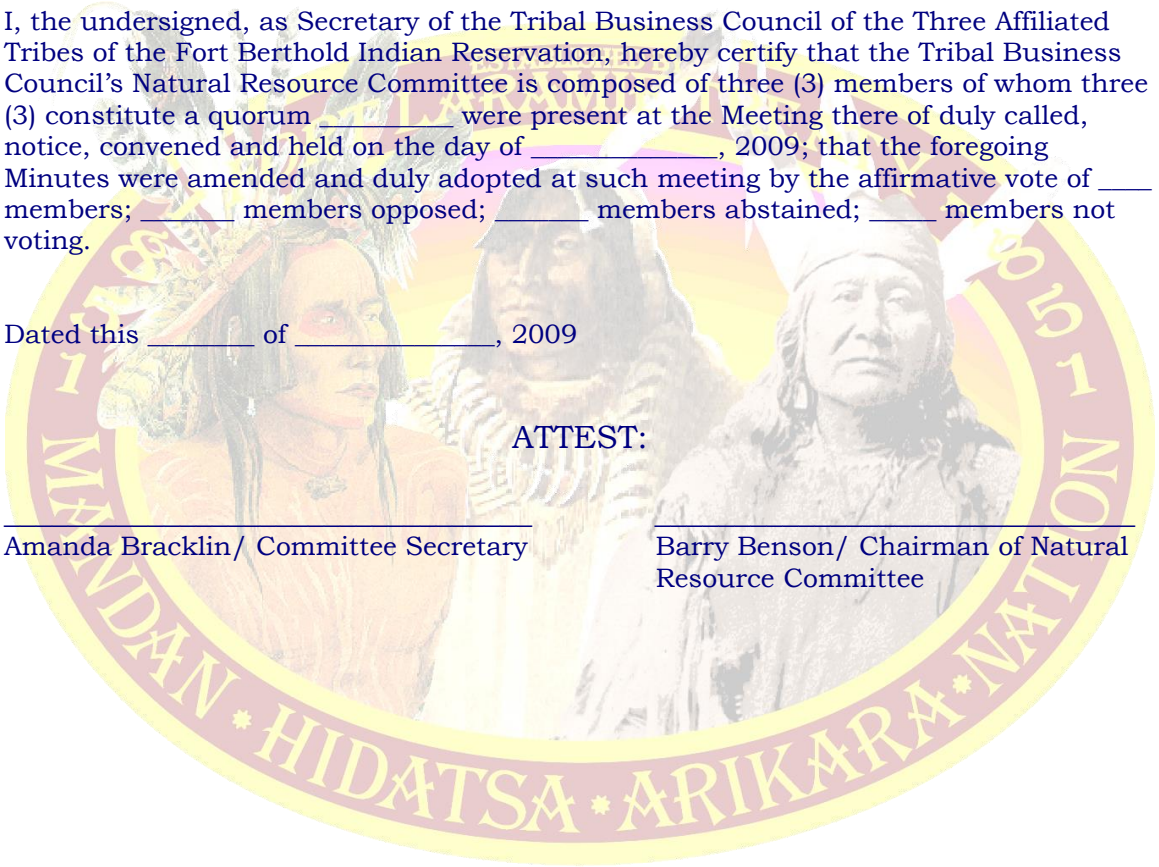 I, the undersigned, as Secretary of the Tribal Business Council of the Three Affiliated
Tribes of the Fort Berthold Indian Reservation, hereby certify that the Tribal Business
Council’s Natural Resource Committee is composed of three (3) members of whom three
(3) constitute a quorum __________ were present at the Meeting there of duly called,
notice, convened and held on the day of ______________, 2009; that the foregoing
Minutes were amended and duly adopted at such meeting by the affirmative vote of ____
members; _______ members opposed; _______ members abstained; _____ members not
voting.
Dated this ________ of _______________, 2009
ATTEST:
Amanda Bracklin/ Committee Secretary
Barry Benson/ Chairman of Natural
Resource Committee
1851
1851
MANDAN * HIDATSA * ARIKARA * NATION